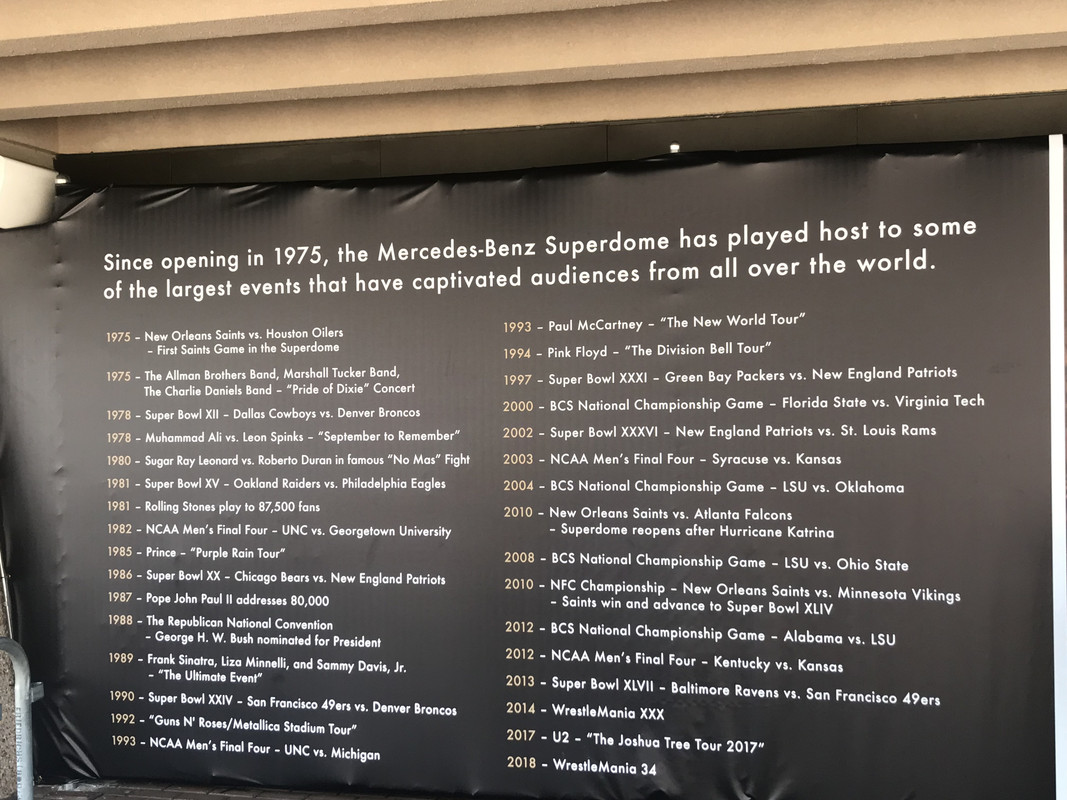 Since opening in 1975, the Mercedes-Benz Superdome has played host to some
of the largest events that have captivated audiences from all over the world.
1975 – New Orleans Saints vs. Houston Oilers
– First Saints Game in the Superdome
1975 – The Allman Brothers Band, Marshall Tucker Band,
The Charlie Daniels Band – “Pride of Dixie” Concert
1978 – Super Bowl XII – Dallas Cowboys vs. Denver Broncos
1978 – Muhammad Ali vs. Leon Spinks – “September to Remember”
1980 – Sugar Ray Leonard vs. Roberto Duran in famous “No Mas” Fight
1981 – Super Bowl XV – Oakland Raiders vs. Philadelphia Eagles
1981 – Rolling Stones play to 87,500 fans
1982 – NCAA Men’s Final Four – UNC vs. Georgetown University
1985 – Prince – “Purple Rain Tour”
1986 – Super Bowl XX – Chicago Bears vs. New England Patriots
1987 – Pope John Paul II addresses 80,000
1988 – The Republican National Convention
– George H. W. Bush nominated for President
1989 – Frank Sinatra, Liza Minnelli, and Sammy Davis, Jr.
– “The Ultimate Event”
1990 – Super Bowl XXIV – San Francisco 49ers vs. Denver Broncos
1992 – “Guns N' Roses/Metallica Stadium Tour”
1993 – NCAA Men’s Final Four – UNC vs. Michigan
1993 – Paul McCartney – “The New World Tour”
1994 – Pink Floyd – “The Division Bell Tour”
1997 – Super Bowl XXXI – Green Bay Packers vs. New England Patriots
2000 – BCS National Championship Game – Florida State vs. Virginia Tech
2002 – Super Bowl XXXVI – New England Patriots vs. St. Louis Rams
2003 – NCAA Men’s Final Four – Syracuse vs. Kansas
2004 – BCS National Championship Game – LSU vs. Oklahoma
2010 – New Orleans Saints vs. Atlanta Falcons
– Superdome reopens after Hurricane Katrina
2008 – BCS National Championship Game – LSU vs. Ohio State
2010 – NFC Championship – New Orleans Saints vs. Minnesota Vikings
– Saints win and advance to Super Bowl XLIV
2012 – BCS National Championship Game – Alabama vs. LSU
2012 – NCAA Men’s Final Four – Kentucky vs. Kansas
2013 – Super Bowl XLVII – Baltimore Ravens vs. San Francisco 49ers
2014 – WrestleMania XXX
2017 – U2 – “The Joshua Tree Tour 2017”
2018 – WrestleMania 34